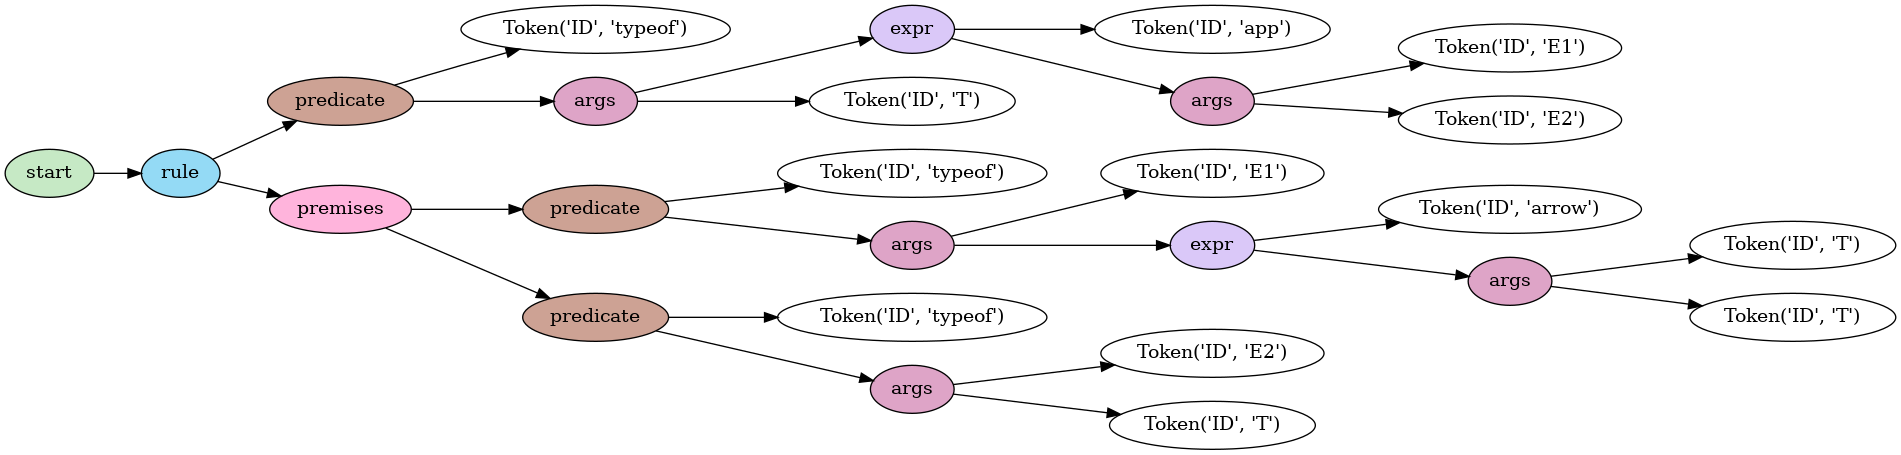 Token('ID', 'typeof')
expr
Token('ID', 'app')
Token('ID', 'E1')
predicate
args
Token('ID', 'T')
args
Token('ID', 'E2')
start
rule
Token('ID', 'typeof')
Token('ID', 'E1')
premises
predicate
args
expr
Token('ID', 'arrow')
args
Token('ID', 'T')
Token('ID', 'T')
predicate
Token('ID', 'typeof')
args
Token('ID', 'E2')
Token('ID', 'T')